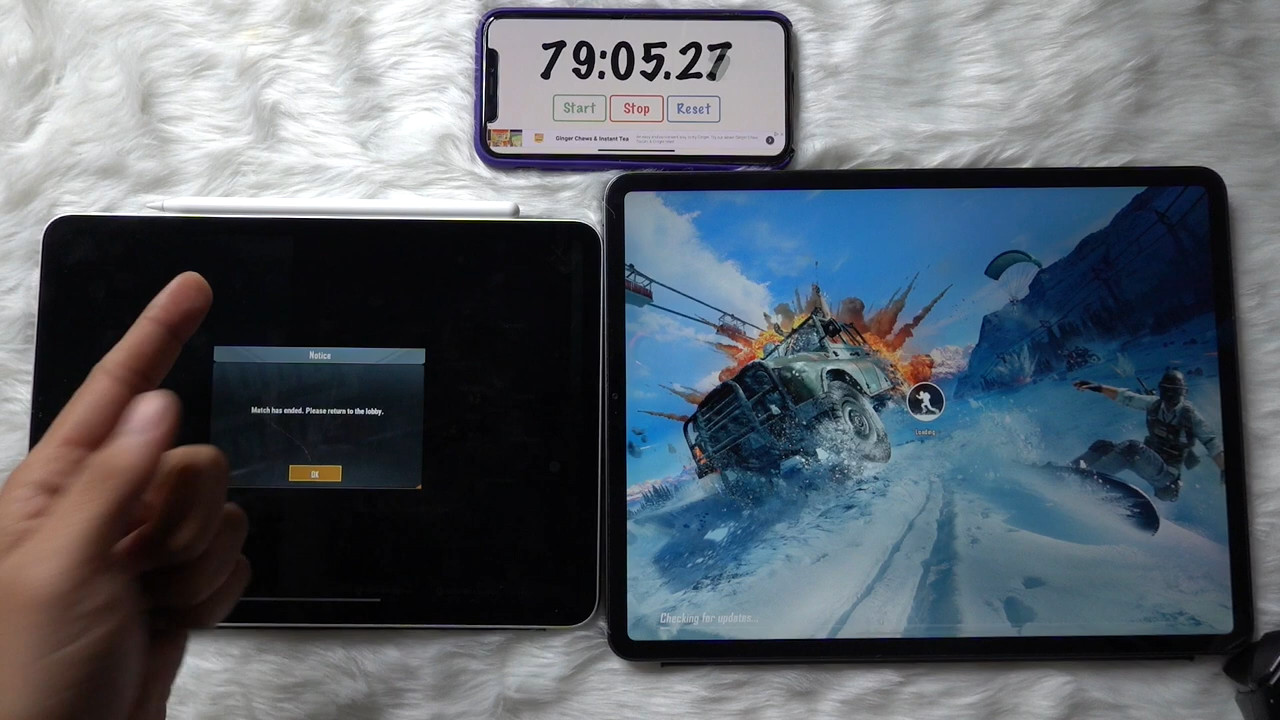 79:05.27
Start Stop Reset
Ginger Chews & Instant Tea
Notice
Match has ended. Please return to the lobby.
OK
Loading...
Checking for updates...